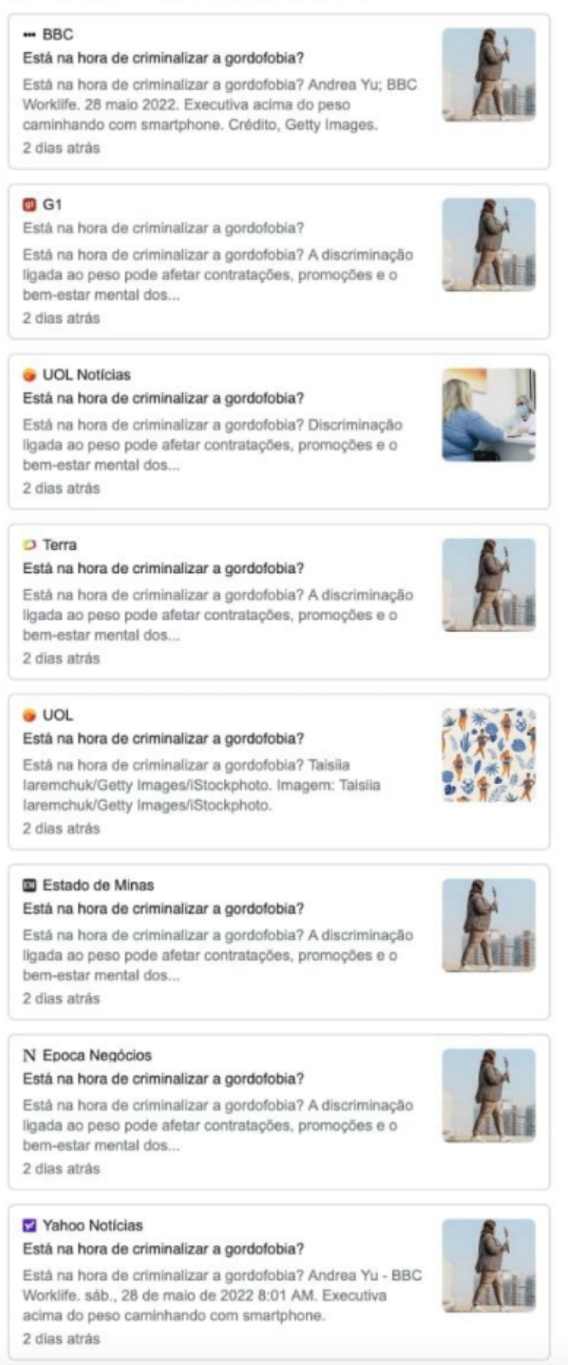 BBC
Está na hora de criminalizar a gordofobia?
Está na hora de criminalizar a gordofobia? Andrea Yu; BBC
Worklife. 28 maio 2022. Executiva acima do peso
caminhando com smartphone. Crédito, Getty Images.
2 dias atrás
g1 G1
Está na hora de criminalizar a gordofobia?
Está na hora de criminalizar a gordofobia? A discriminação
ligada ao peso pode afetar contratações, promoções e o
bem-estar mental dos...
2 dias atrás
UOL Notícias
Está na hora de criminalizar a gordofobia?
Está na hora de criminalizar a gordofobia? Discriminação
ligada ao peso pode afetar contratações, promoções e o
bem-estar mental dos...
2 dias atrás
Terra
Está na hora de criminalizar a gordofobia?
Está na hora de criminalizar a gordofobia? A discriminação
ligada ao peso pode afetar contratações, promoções e o
bem-estar mental dos...
2 dias atrás
UOL
Está na hora de criminalizar a gordofobia?
Está na hora de criminalizar a gordofobia? Taisiia
Iaremchuk/Getty Images/iStockphoto. Imagem: Taisiia
Iaremchuk/Getty Images/iStockphoto.
2 dias atrás
EM Estado de Minas
Está na hora de criminalizar a gordofobia?
Está na hora de criminalizar a gordofobia? A discriminação
ligada ao peso pode afetar contratações, promoções e o
bem-estar mental dos...
2 dias atrás
N Epoca Negócios
Está na hora de criminalizar a gordofobia?
Está na hora de criminalizar a gordofobia? A discriminação
ligada ao peso pode afetar contratações, promoções e o
bem-estar mental dos...
2 dias atrás
Yahoo Notícias
Está na hora de criminalizar a gordofobia?
Está na hora de criminalizar a gordofobia? Andrea Yu - BBC
Worklife. sáb., 28 de maio de 2022 8:01 AM. Executiva
acima do peso caminhando com smartphone.
2 dias atrás